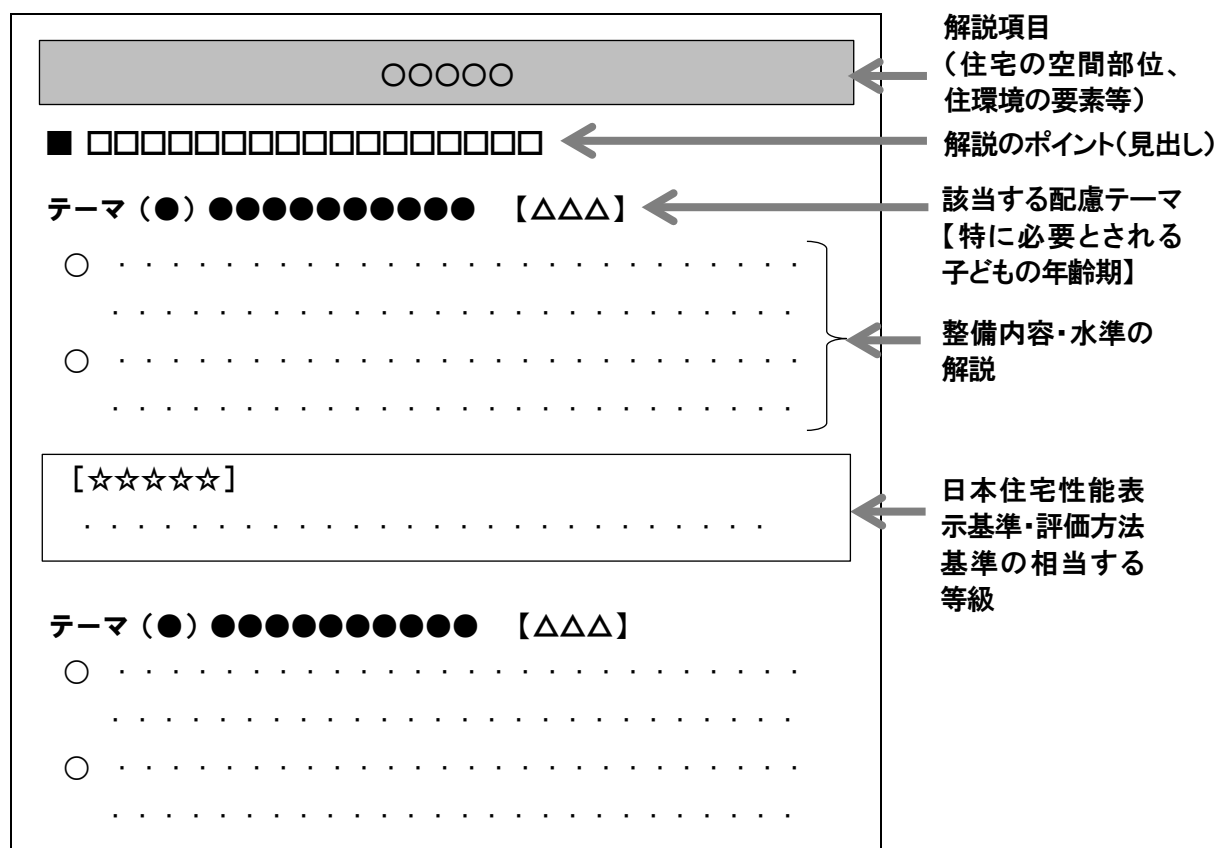 ○○○○○
■ □□□□□□□□□□□□□□□□□
テーマ（●）●●●●●●●●●● 【△△△】
○ ・・・・・・・・・・・・・・・・・・・・・・・・・・
・・・・・・・・・・・・・・・・・・・・・・・・・・
○ ・・・・・・・・・・・・・・・・・・・・・・・・・・
・・・・・・・・・・・・・・・・・・・・・・・・・・
［☆☆☆☆☆］
・・・・・・・・・・・・・・・・・・・・・・・・・・
テーマ（●）●●●●●●●●●● 【△△△】
○ ・・・・・・・・・・・・・・・・・・・・・・・・・・
・・・・・・・・・・・・・・・・・・・・・・・・・・
○ ・・・・・・・・・・・・・・・・・・・・・・・・・・
・・・・・・・・・・・・・・・・・・・・・・・・・・
解説項目
（住宅の空間部位、
住環境の要素等）
解説のポイント（見出し）
該当する配慮テーマ
【特に必要とされる
子どもの年齢期】
整備内容・水準の
解説
日本住宅性能表
示基準・評価方法
基準の相当する
等級